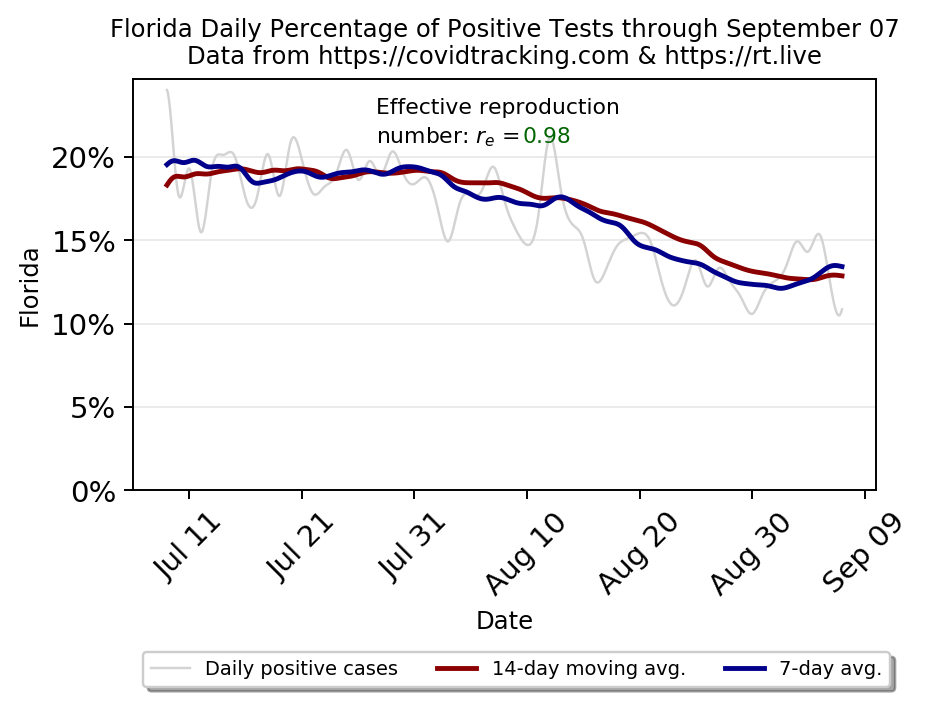 Florida Daily Percentage of Positive Tests through September 07
Data from https://covidtracking.com & https://rt.live
Effective reproduction
number: rₑ =0.98
20%
15%
10%
5%
0%
Florida
Jul 11
Jul 21
Jul 31
Aug 10
Aug 20
Aug 30
Sep 09
Date
Daily positive cases
14-day moving avg.
7-day avg.